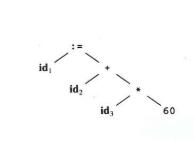 :=
id₁ +
id₂ *
id₃ 60